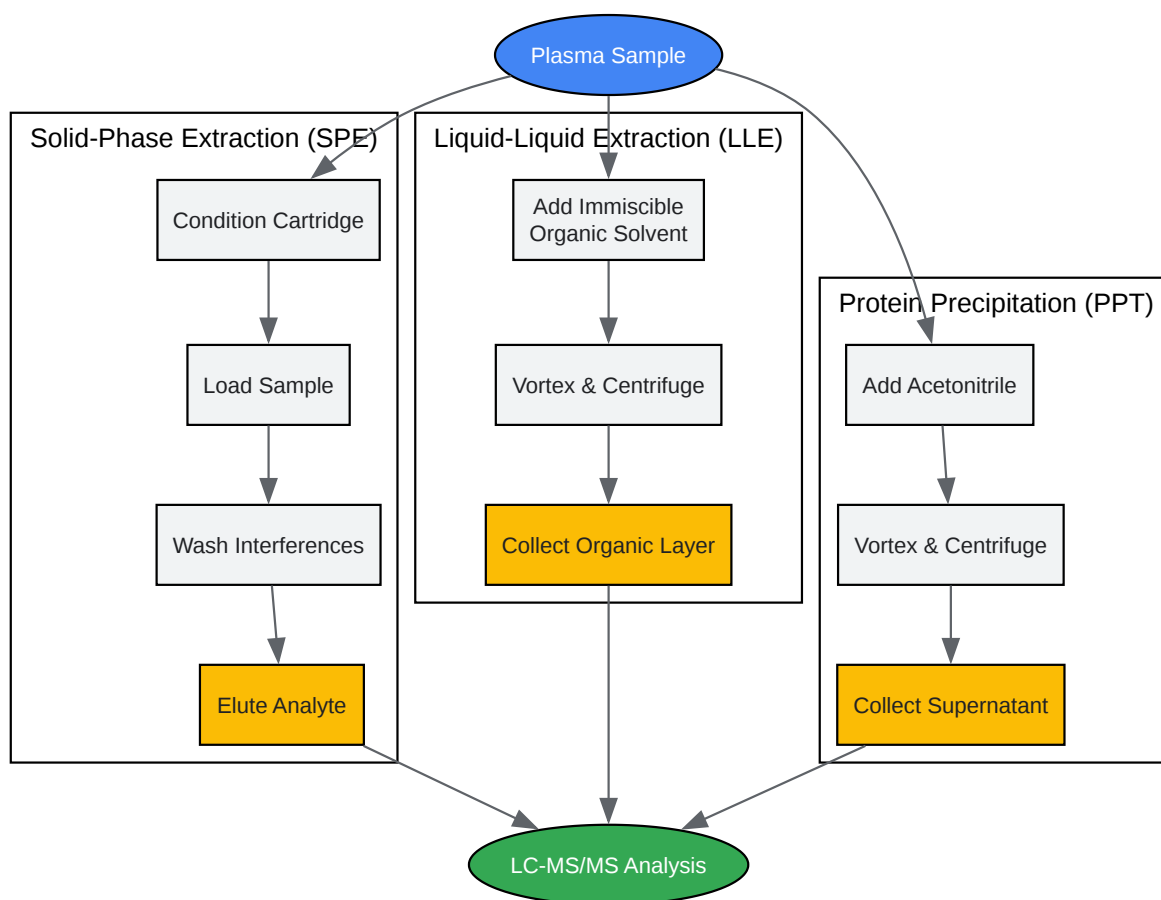 Plasma Sample
Solid-Phase Extraction (SPE)
Condition Cartridge
Load Sample
Wash Interferences
Elute Analyte
Liquid-Liquid Extraction (LLE)
Add Immiscible
Organic Solvent
Vortex & Centrifuge
Collect Organic Layer
Protein Precipitation (PPT)
Add Acetonitrile
Vortex & Centrifuge
Collect Supernatant
LC-MS/MS Analysis